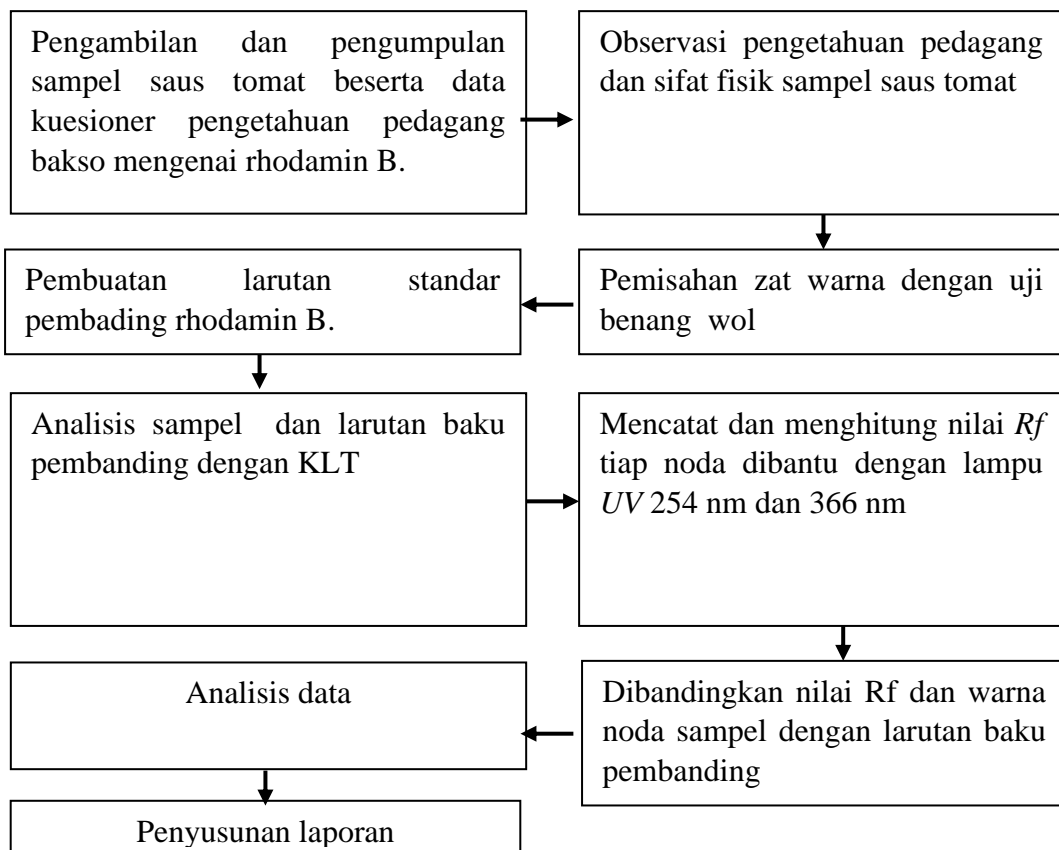 Pengambilan dan pengumpulan
sampel saus tomat beserta data
kuesioner pengetahuan pedagang
bakso mengenai rhodamin B.
Observasi pengetahuan pedagang
dan sifat fisik sampel saus tomat
Pemisahan zat warna dengan uji
benang wol
Pembuatan larutan standar
pembading rhodamin B.
Analisis sampel dan larutan baku
pembanding dengan KLT
Mencatat dan menghitung nilai Rf
tiap noda dibantu dengan lampu
UV 254 nm dan 366 nm
Dibandingkan nilai Rf dan warna
noda sampel dengan larutan baku
pembanding
Analisis data
Penyusunan laporan